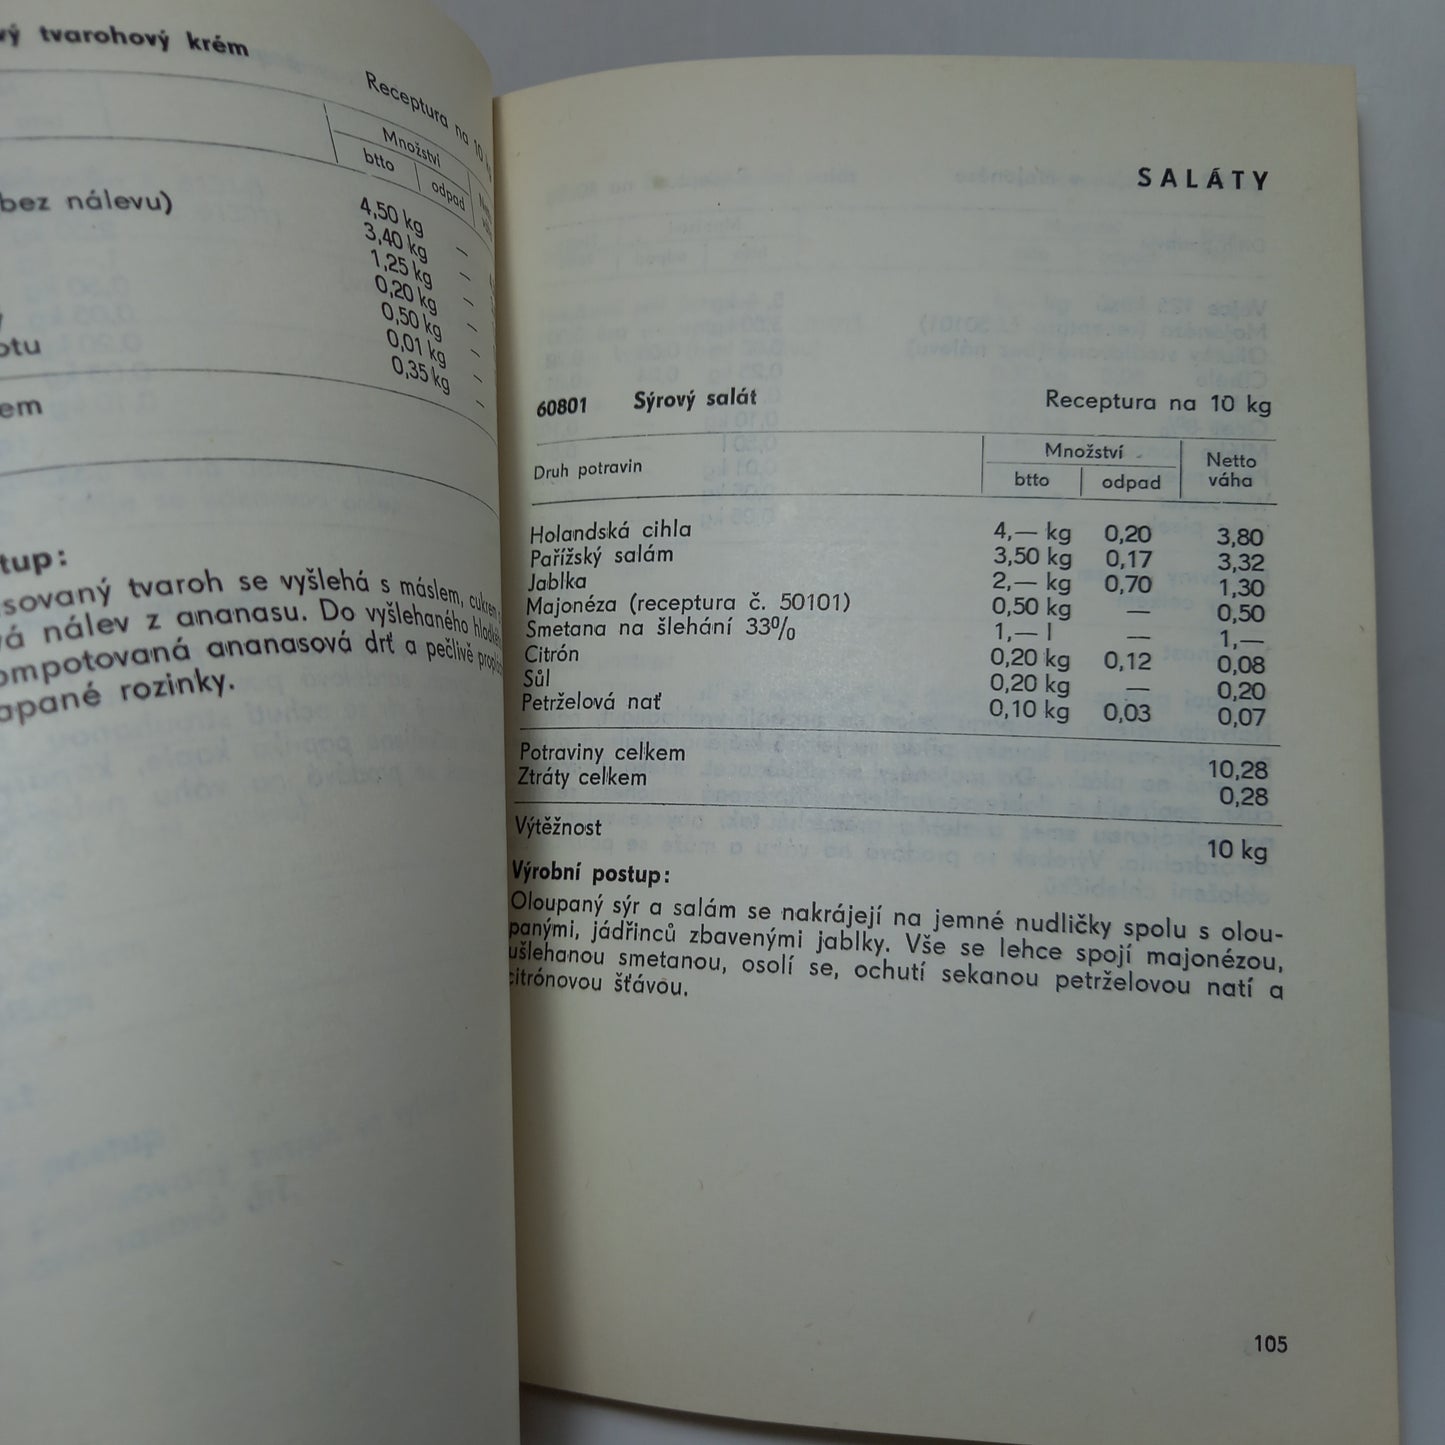 tvarohový krém
Receptura na 10 kg
Množství
btto
odpad
bez nálevu)
4,50 kg —
3,40 kg —
1,25 kg —
0,20 kg —
0,50 kg —
0,01 kg —
0,35 kg —
tup:
sovaný tvaroh se vyšlehá s máslem,
vá nálev z ananasu. Do vyšlehaného
ompotovaná ananasová drť a pečlivě
apané rozinky.
SALÁTY
60801 Sýrový salát Receptura na 10 kg
Druh potravin Množství Netto váha
btto odpad
Holandská cihla 4,— kg 0,20 3,80
Pařížský salám 3,50 kg 0,17 3,32
Jablka 2,— kg 0,70 1,30
Majonéza (receptura č. 50101) 0,50 kg — 0,50
Smetana na šlehání 33% 1,— l — 1,—
Citrón 0,20 kg 0,12 0,08
Sůl 0,20 kg — 0,20
Petrželová nať 0,10 kg 0,03 0,07
Potraviny celkem 10,28
Ztráty celkem 0,28
Výtěžnost 10 kg
Výrobní postup:
Oloupaný sýr a salám se nakrájejí na jemné nudličky spolu s olou-
panými, jádřinců zbavenými jablky. Vše se lehce spojí majonézou,
ušlehanou smetanou, osolí se, ochutí sekanou petrželovou natí a
citrónovou šťávou.
105